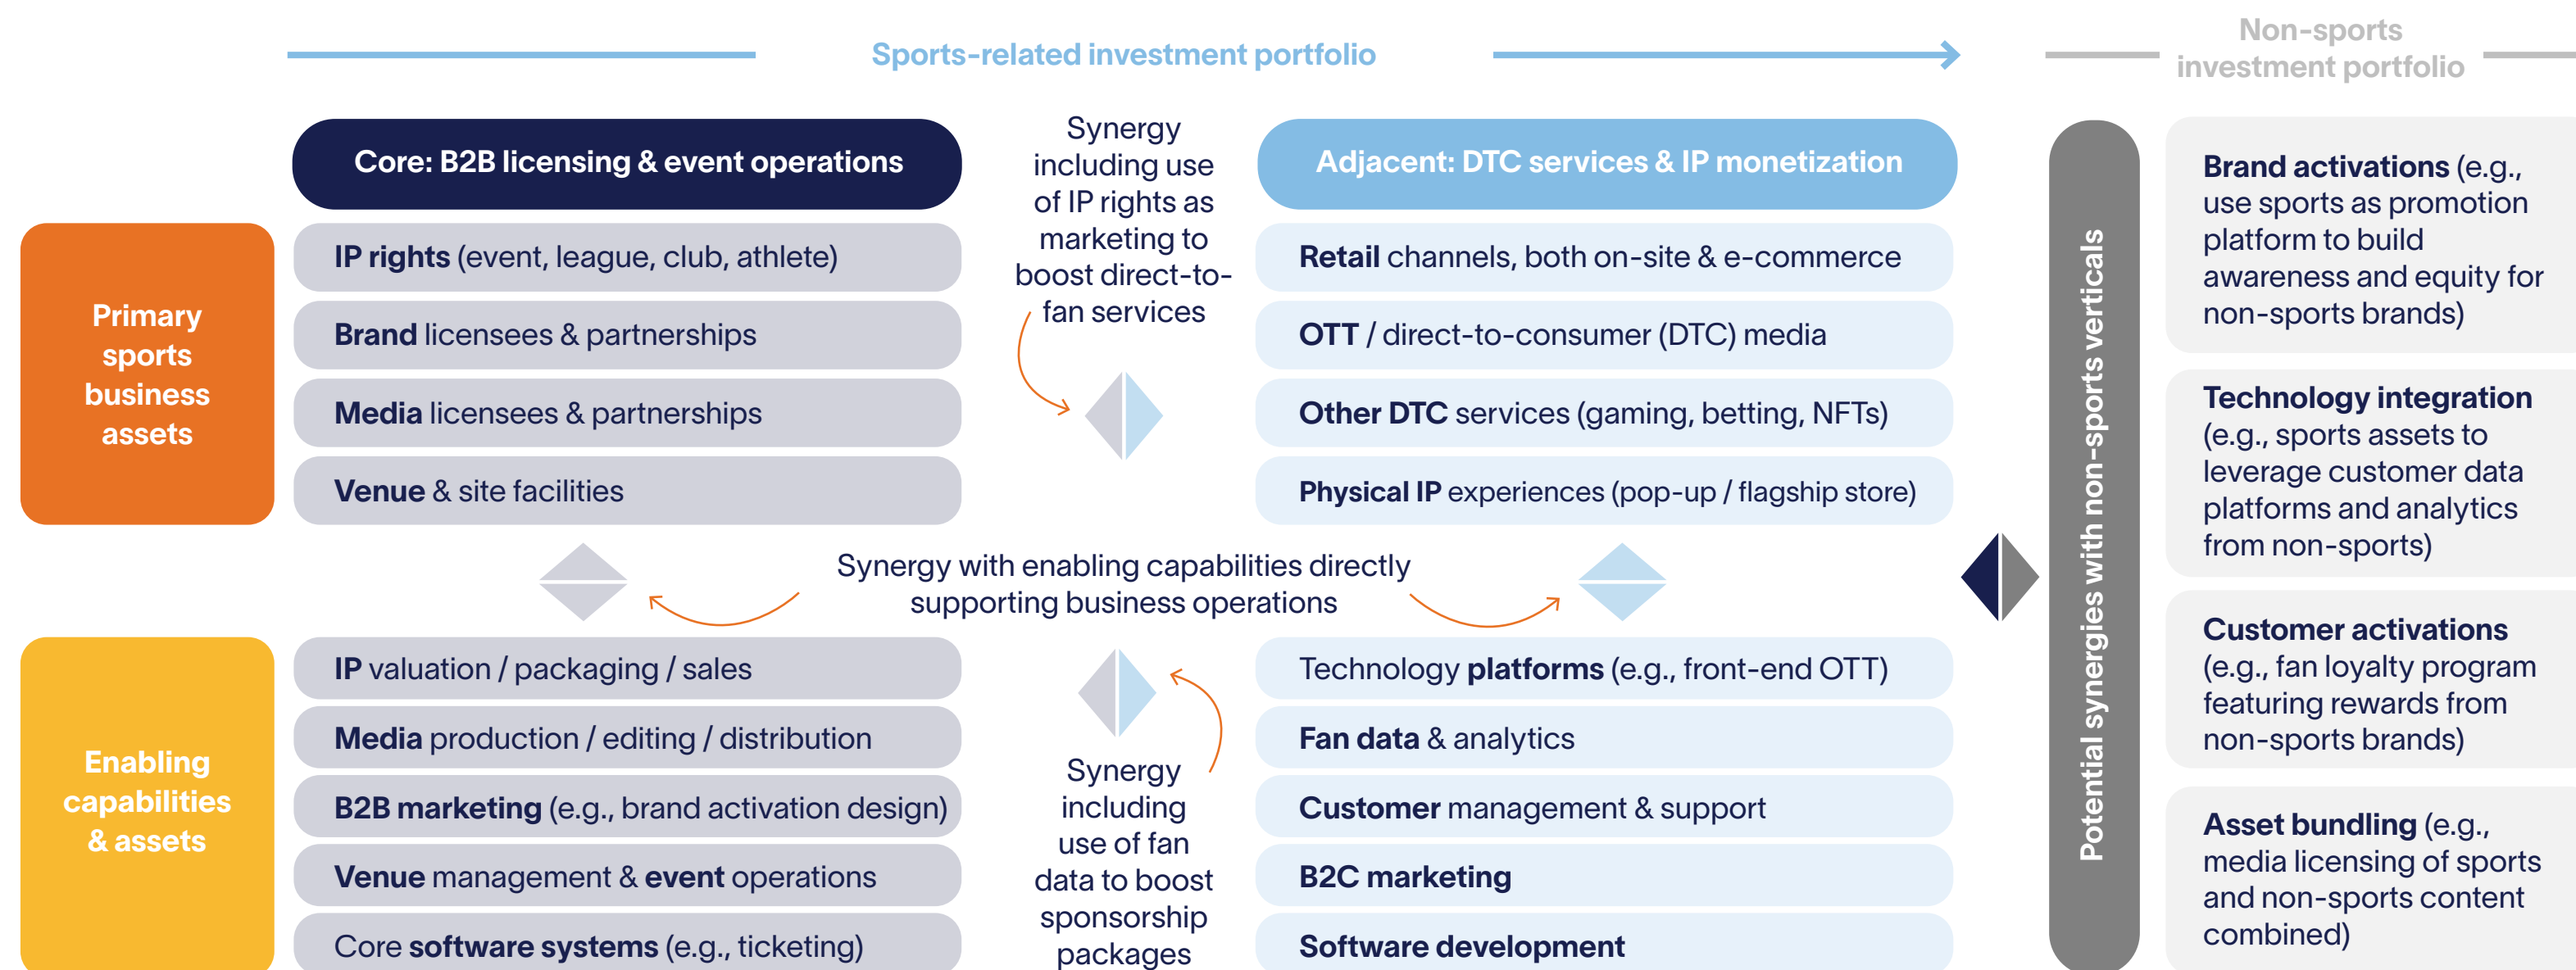 Sports-related investment portfolio
Non-sports
investment portfolio
Core: B2B licensing & event operations
Synergy
including use
of IP rights as
marketing to
boost direct-to-
fan services
Adjacent: DTC services & IP monetization
Primary
sports
business
assets
IP rights (event, league, club, athlete)
Brand licensees & partnerships
Media licensees & partnerships
Venue & site facilities
Retail channels, both on-site & e-commerce
OTT / direct-to-consumer (DTC) media
Other DTC services (gaming, betting, NFTs)
Physical IP experiences (pop-up / flagship store)
Synergy with enabling capabilities directly
supporting business operations
Enabling
capabilities
& assets
IP valuation / packaging / sales
Media production / editing / distribution
B2B marketing (e.g., brand activation design)
Venue management & event operations
Core software systems (e.g., ticketing)
Synergy
including
use of fan
data to boost
sponsorship
packages
Technology platforms (e.g., front-end OTT)
Fan data & analytics
Customer management & support
B2C marketing
Software development
Potential synergies with non-sports verticals
Brand activations (e.g.,
use sports as promotion
platform to build
awareness and equity for
non-sports brands)
Technology integration
(e.g., sports assets to
leverage customer data
platforms and analytics
from non-sports)
Customer activations
(e.g., fan loyalty program
featuring rewards from
non-sports brands)
Asset bundling (e.g.,
media licensing of sports
and non-sports content
combined)